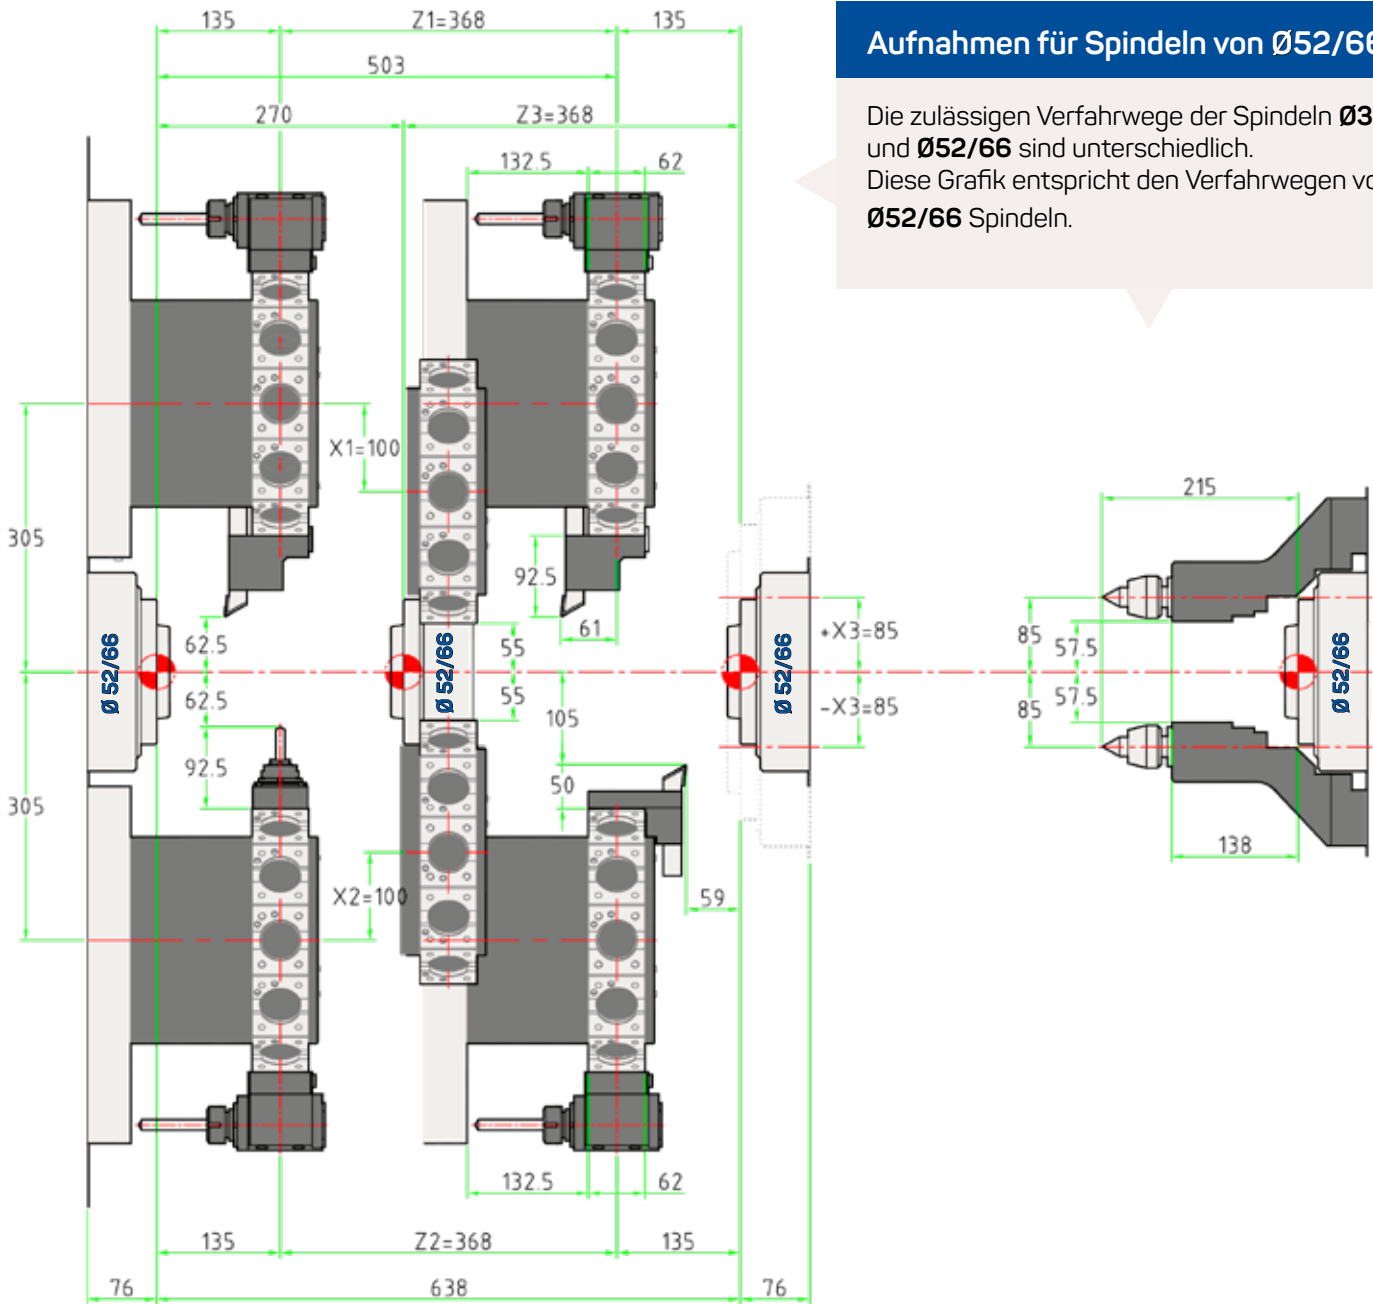 135 Z1=368 135
503
270 Z3=368
132.5 62
Aufnahmen für Spindeln von Ø52/66
Die zulässigen Verfahrwege der Spindeln Ø3
und Ø52/66 sind unterschiedlich.
Diese Grafik entspricht den Verfahrwegen vo
Ø52/66 Spindeln.
X1=100
305
92.5
61
62.5
62.5
92.5
55
55
105
50
Ø 52/66
Ø 52/66
Ø 52/66
+X3=85
-X3=85
215
85
57.5
57.5
85
Ø 52/66
138
305
X2=100
59
132.5 62
135 Z2=368 135
76 638 76